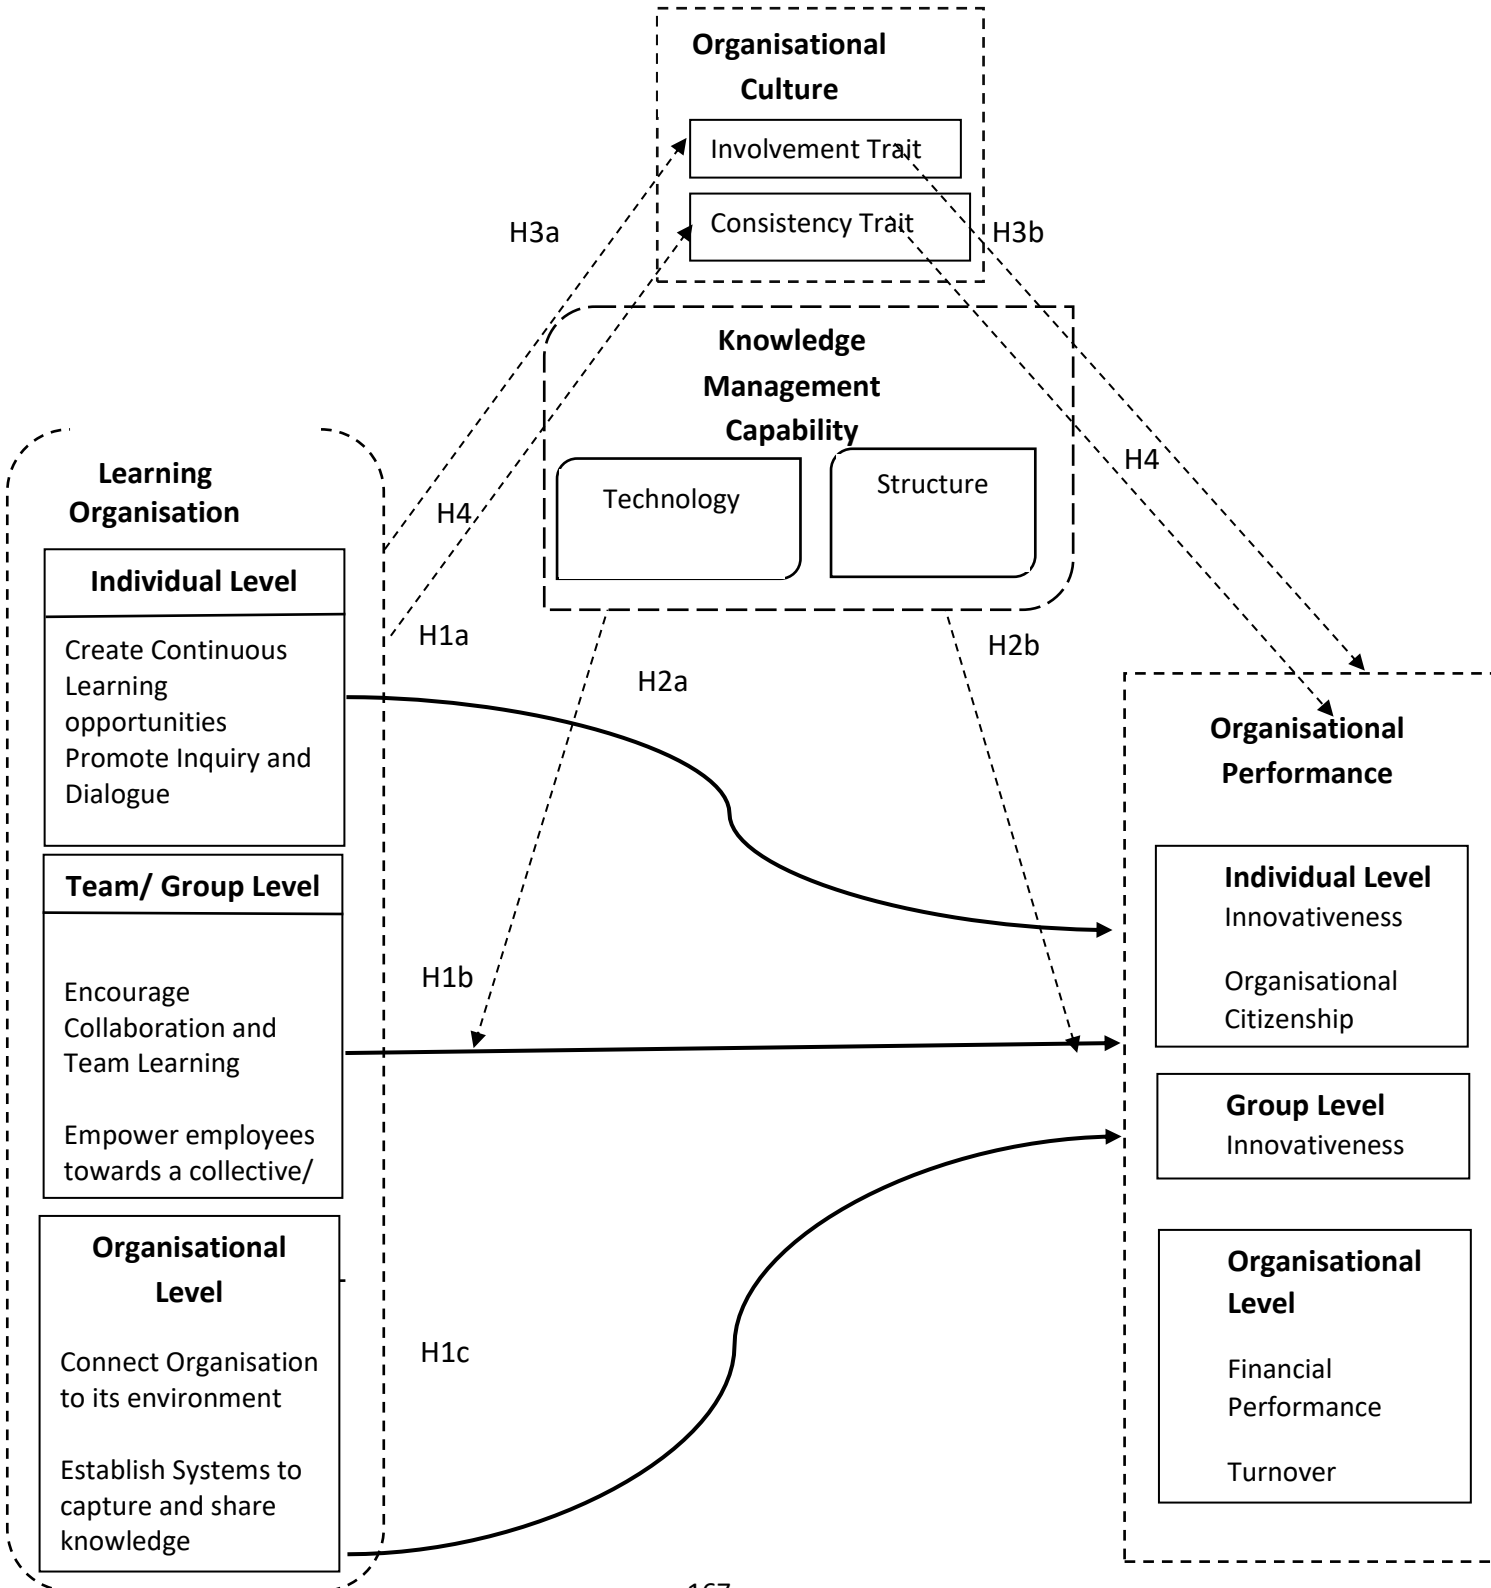 Organisational
Culture
Involvement Trait
Consistency Trait
H3a
H3b
Knowledge
Management
Capability
Technology
Structure
H4
H4
Learning
Organisation
Individual Level
Create Continuous
Learning
opportunities
Promote Inquiry and
Dialogue
H1a
H2a
H2b
Team/ Group Level
Encourage
Collaboration and
Team Learning
Empower employees
towards a collective/
H1b
Organisational
Level
Connect Organisation
to its environment
Establish Systems to
capture and share
knowledge
H1c
Organisational
Performance
Individual Level
Innovativeness
Organisational
Citizenship
Group Level
Innovativeness
Organisational
Level
Financial
Performance
Turnover